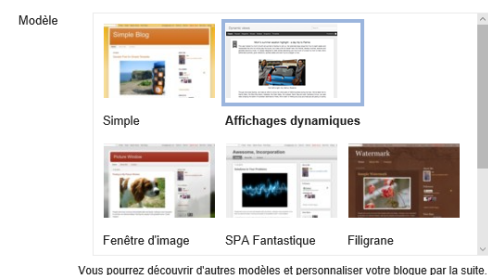 Modèle
Simple Blog
Simple
Affichages dynamiques
Picture Window
Awesome, Incorporation
Watermark
Fenêtre d'image
SPA Fantastique
Filigrane
Vous pourrez découvrir d'autres modèles et personnaliser votre blogue par la suite.